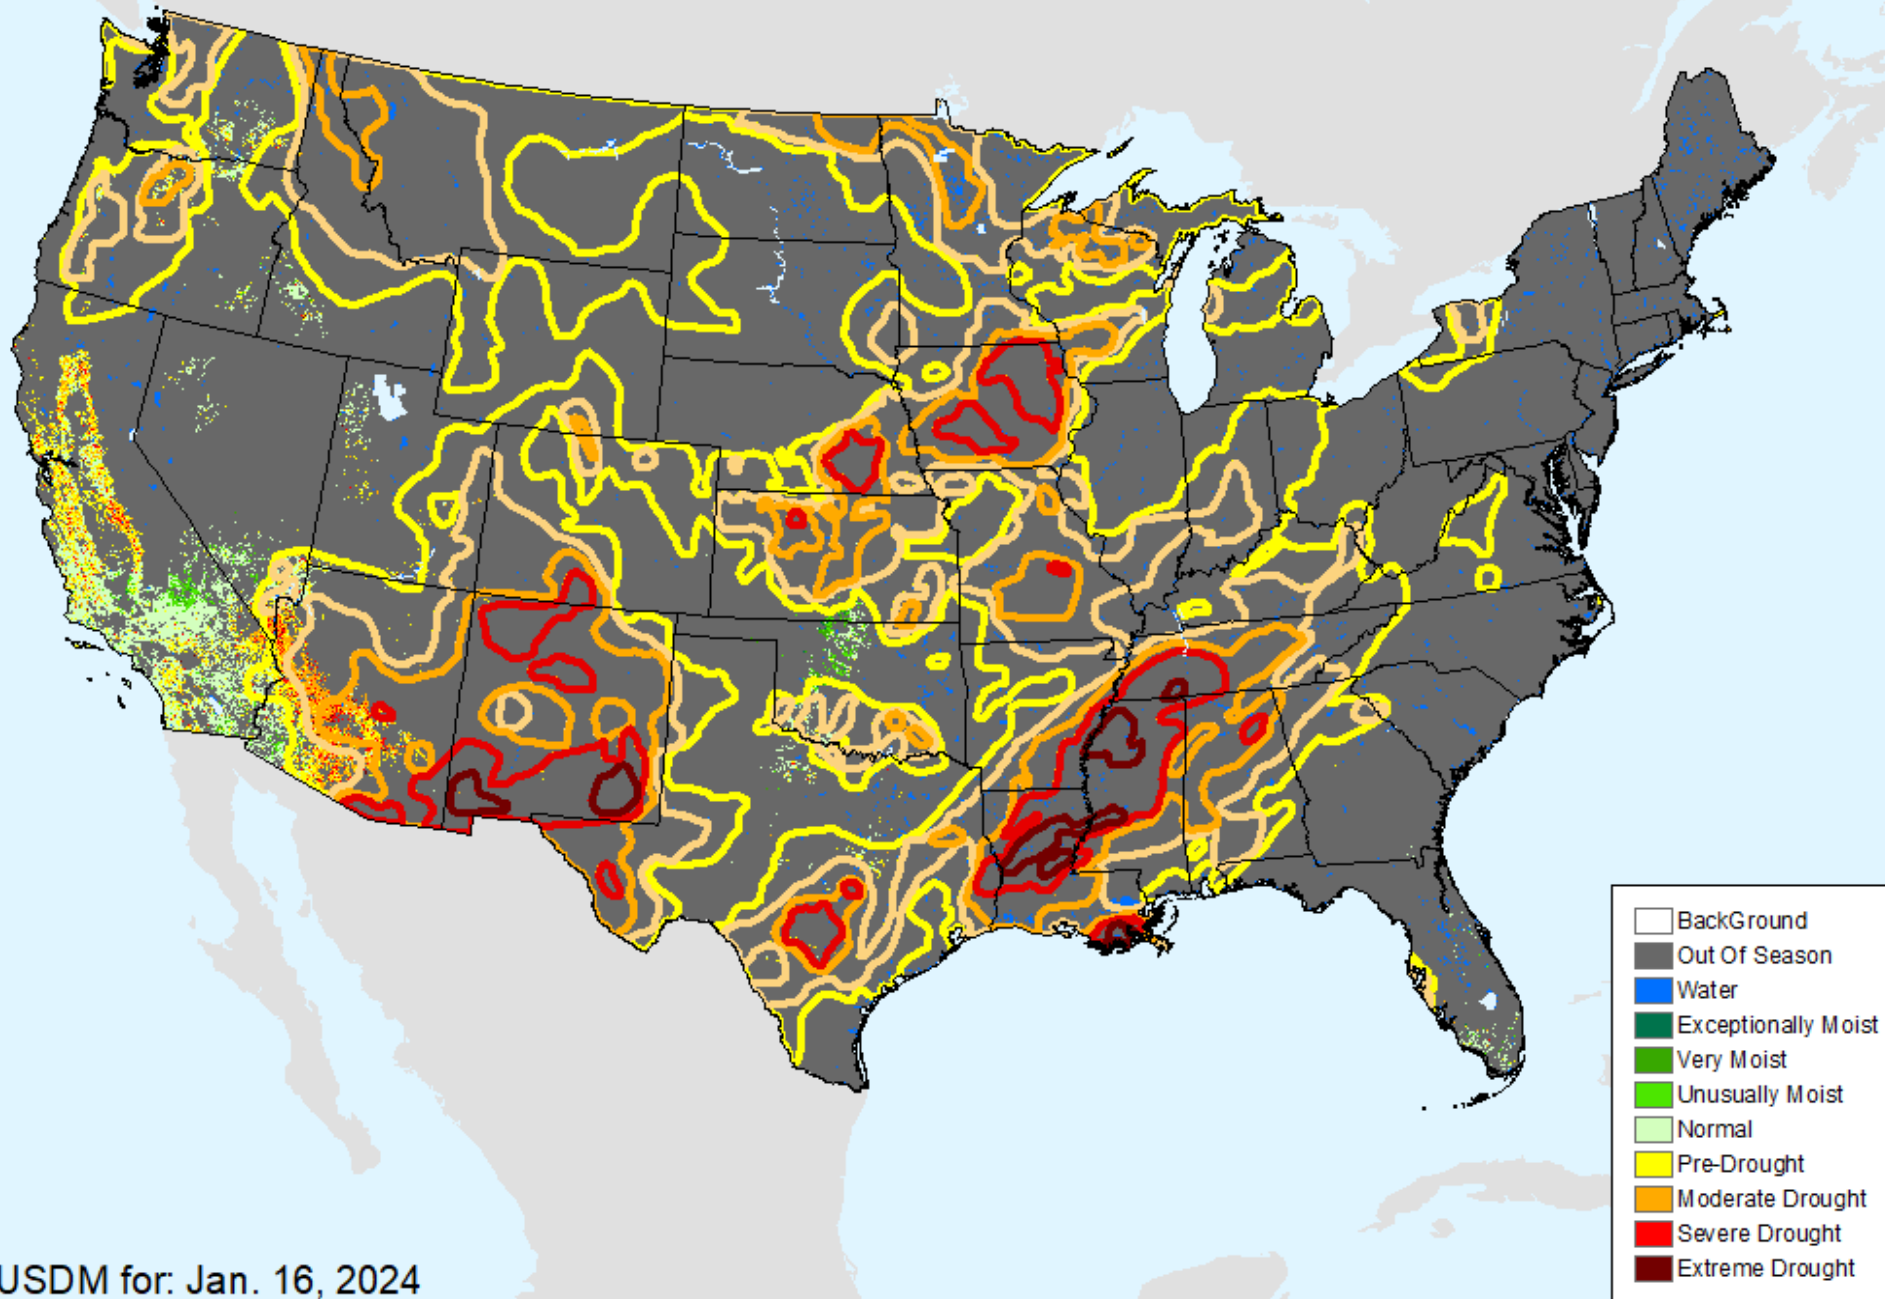 BackGround
Out Of Season
Water
Exceptionally Moist
Very Moist
Unusually Moist
Normal
Pre-Drought
Moderate Drought
Severe Drought
Extreme Drought
USDM for: Jan. 16, 2024